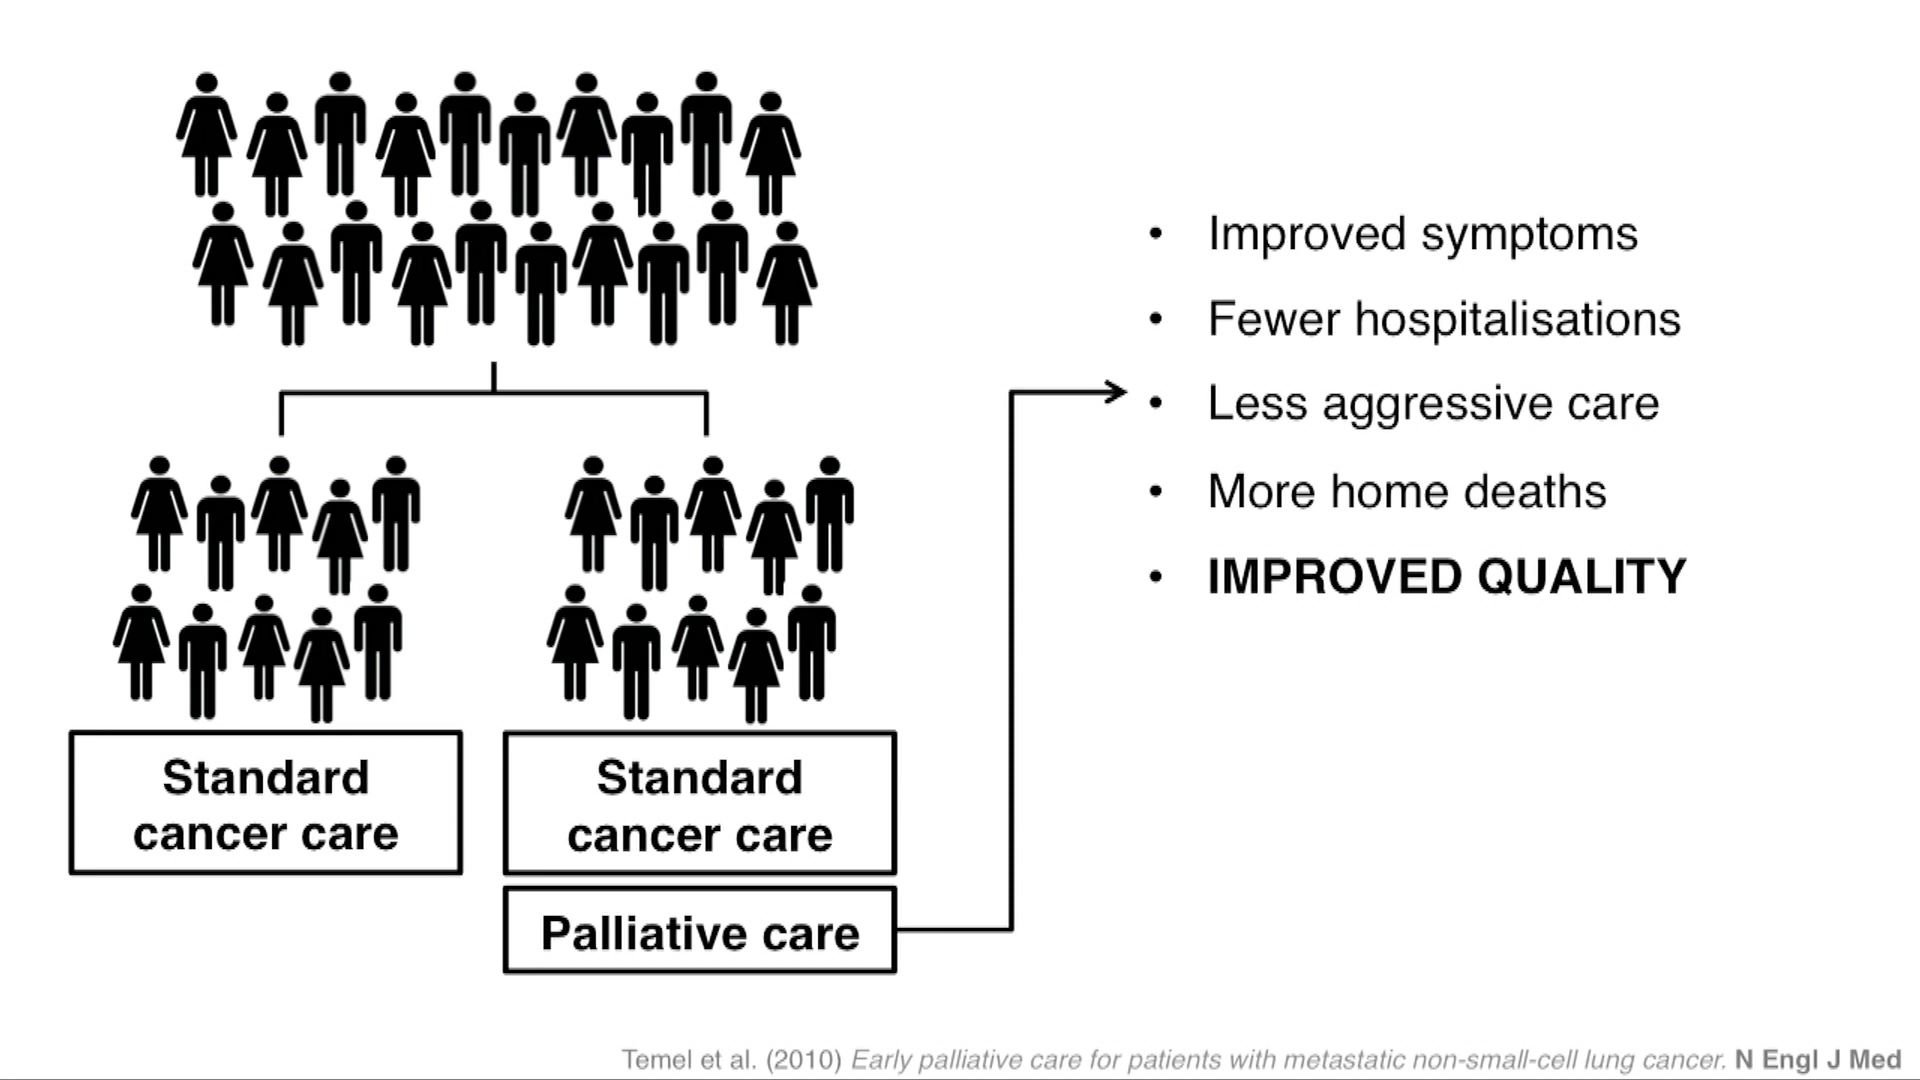 Improved symptoms
Fewer hospitalisations
Less aggressive care
More home deaths
IMPROVED QUALITY
Standard
cancer care
Standard
cancer care
Palliative care
Temel et al. (2010) Early palliative care for patients with metastatic non-small-cell lung cancer. N Engl J Med